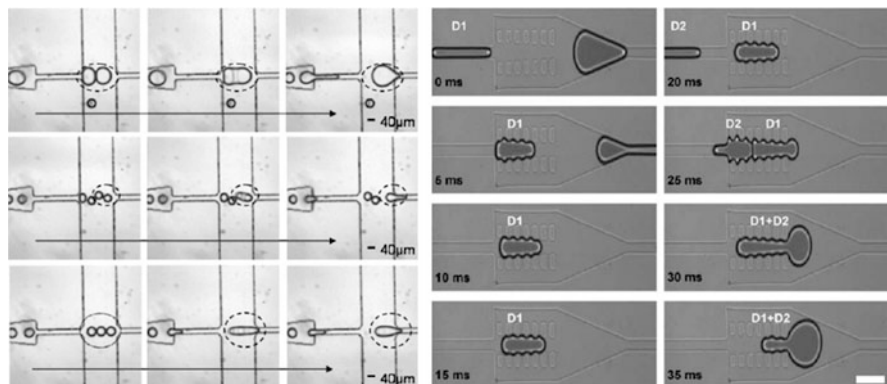 – 40μm
– 40μm
– 40μm
D1
0 ms
D2 D1
20 ms
D1
5 ms
D2 D1
25 ms
D1
10 ms
D1+D2
30 ms
D1
15 ms
D1+D2
35 ms